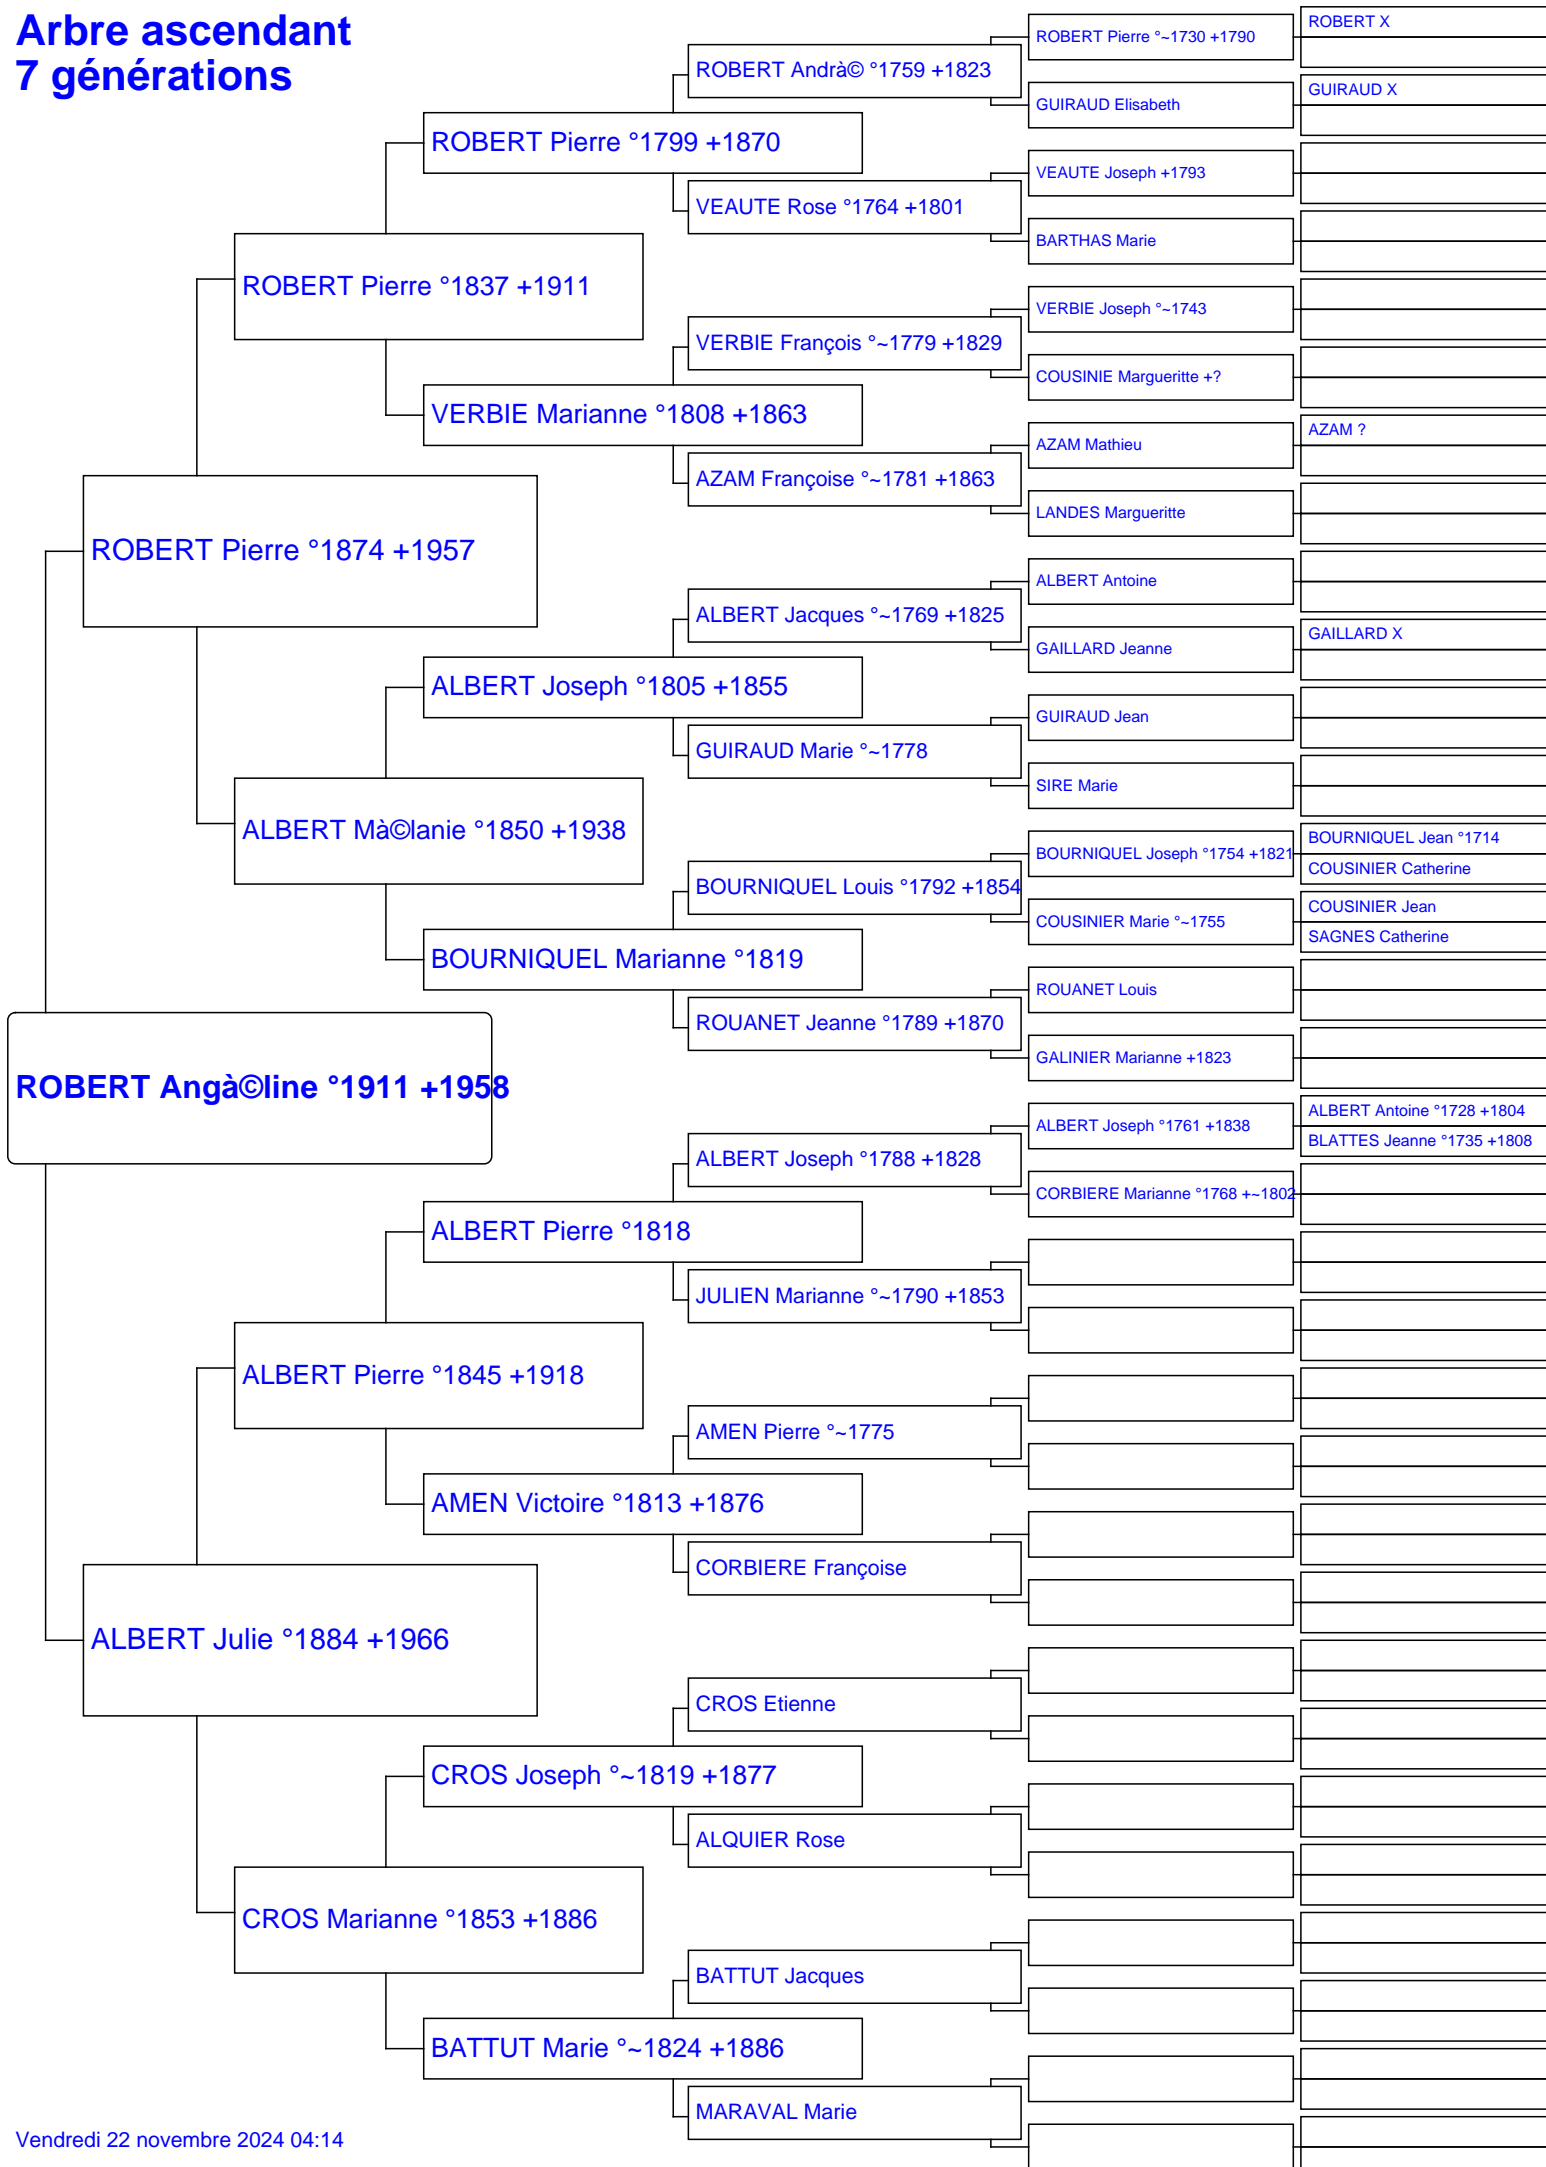 Arbre ascendant
7 générations
ROBERT Angà©line °1911 +1958
ROBERT Pierre °1874 +1957
ALBERT Julie °1884 +1966
ROBERT Pierre °1837 +1911
ALBERT Mà©lanie °1850 +1938
ALBERT Pierre °1845 +1918
CROS Marianne °1853 +1886
ROBERT Pierre °1799 +1870
VERBIE Marianne °1808 +1863
ALBERT Joseph °1805 +1855
BOURNIQUEL Marianne °1819
ALBERT Pierre °1818
AMEN Victoire °1813 +1876
CROS Joseph °~1819 +1877
BATTUT Marie °~1824 +1886
ROBERT Andrà© °1759 +1823
VEAUTE Rose °1764 +1801
VERBIE François °~1779 +1829
AZAM Françoise °~1781 +1863
ALBERT Jacques °~1769 +1825
GUIRAUD Marie °~1778
BOURNIQUEL Louis °1792 +1854
ROUANET Jeanne °1789 +1870
ALBERT Joseph °1788 +1828
JULIEN Marianne °~1790 +1853
AMEN Pierre °~1775
CORBIERE Françoise
CROS Etienne
ALQUIER Rose
BATTUT Jacques
MARAVAL Marie
ROBERT Pierre °~1730 +1790
GUIRAUD Elisabeth
VEAUTE Joseph +1793
BARTHAS Marie
VERBIE Joseph °~1743
COUSINIE Margueritte +?
AZAM Mathieu
LANDES Margueritte
ALBERT Antoine
GAILLARD Jeanne
GUIRAUD Jean
SIRE Marie
BOURNIQUEL Joseph °1754 +1821
COUSINIER Marie °~1755
ROUANET Louis
GALINIER Marianne +1823
ALBERT Joseph °1761 +1838
CORBIERE Marianne °1768 +~1802
ROBERT X
GUIRAUD X
AZAM ?
GAILLARD X
BOURNIQUEL Jean °1714
COUSINIER Catherine
COUSINIER Jean
SAGNES Catherine
ALBERT Antoine °1728 +1804
BLATTES Jeanne °1735 +1808
Vendredi 22 novembre 2024 04:14